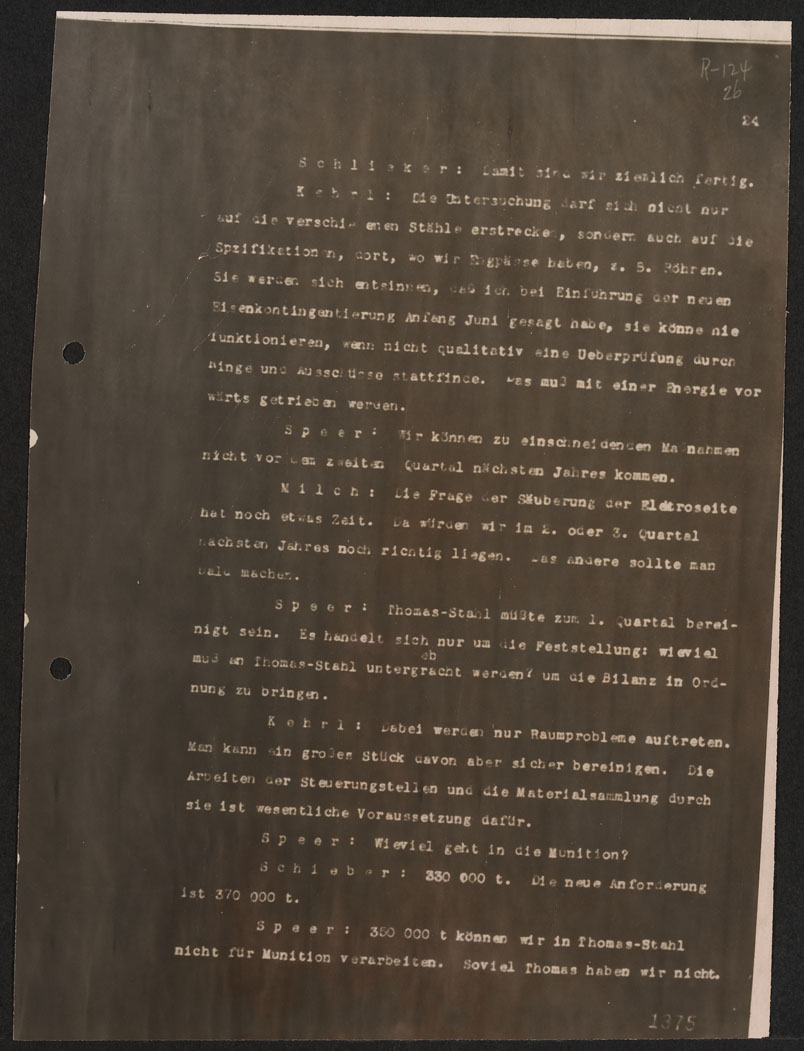 R-124
26
24
S c h l i e k e r : Damit sind wir ziemlich fertig.
K e h r l : Die Untersuchung darf sich nicht nur
auf die verschi enen Stähle erstrecken, sondern auch auf die
Spzifikationen, dort, wo wir Engpässe haben, z. B. Röhren.
Sie werden sich entsinnen, daß ich bei Einführung der neuen
Eisenkontingentierung Anfang Juni gesagt habe, sie könne nie
funktionieren, wenn nicht qualitativ eine Ueberprüfung durch
Ringe und Ausschüsse stattfinde. Das muß mit einer Energie vor
wärts getrieben werden.
S p e e r : Wir können zu einschneidenden Maßnahmen
nicht vor dem zweiten Quartal nächsten Jahres kommen.
M i l c h : Die Frage der Säuberung der Elektroseite
hat noch etwas Zeit. Da würden wir im 2. oder 3. Quartal
nächsten Jahres noch richtig liegen. Das andere sollte man
bald machen.
S p e e r : Thomas-Stahl müßte zum 1. Quartal berei-
nigt sein. Es handelt sich nur um die Feststellung: wieviel
eb
muß an Thomas-Stahl untergracht werden? um die Bilanz in Ord-
nung zu bringen.
K e h r l : Dabei werden nur Raumprobleme auftreten.
Man kann ein großes Stück davon aber sicher bereinigen. Die
Arbeiten der Steuerungstellen und die Materialsammlung durch
sie ist wesentliche Voraussetzung dafür.
S p e e r : Wieviel geht in die Munition?
S c h i e b e r : 330 000 t. Die neue Anforderung
ist 370 000 t.
S p e e r : 350 000 t können wir in Thomas-Stahl
nicht für Munition verarbeiten. Soviel Thomas haben wir nicht.
1375